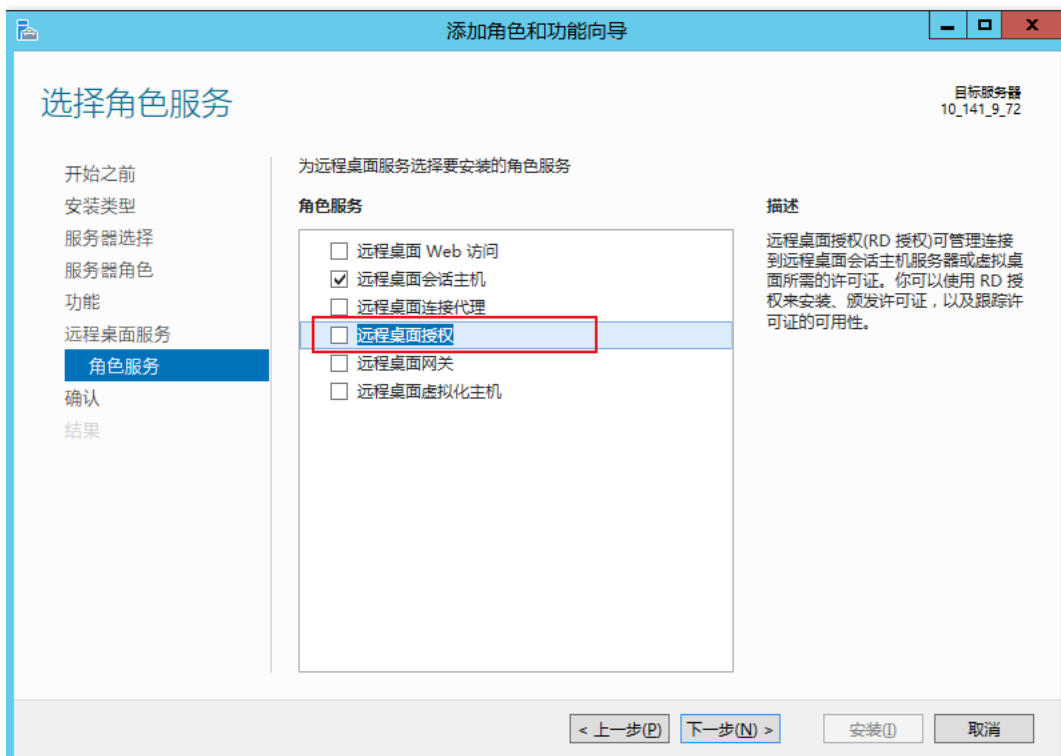 添加角色和功能向导
选择角色服务
目标服务器
10_141_9_72
开始之前
安装类型
服务器选择
服务器角色
功能
远程桌面服务
角色服务
确认
结果
为远程桌面服务选择要安装的角色服务
角色服务
远程桌面 Web 访问
远程桌面会话主机
远程桌面连接代理
远程桌面授权
远程桌面网关
远程桌面虚拟化主机
描述
远程桌面授权(RD 授权)可管理连接
到远程桌面会话主机服务器或虚拟桌
面所需的许可证。你可以使用 RD 授
权来安装、颁发许可证，以及跟踪许
可证的可用性。
< 上一步(P)
下一步(N) >
安装(I)
取消